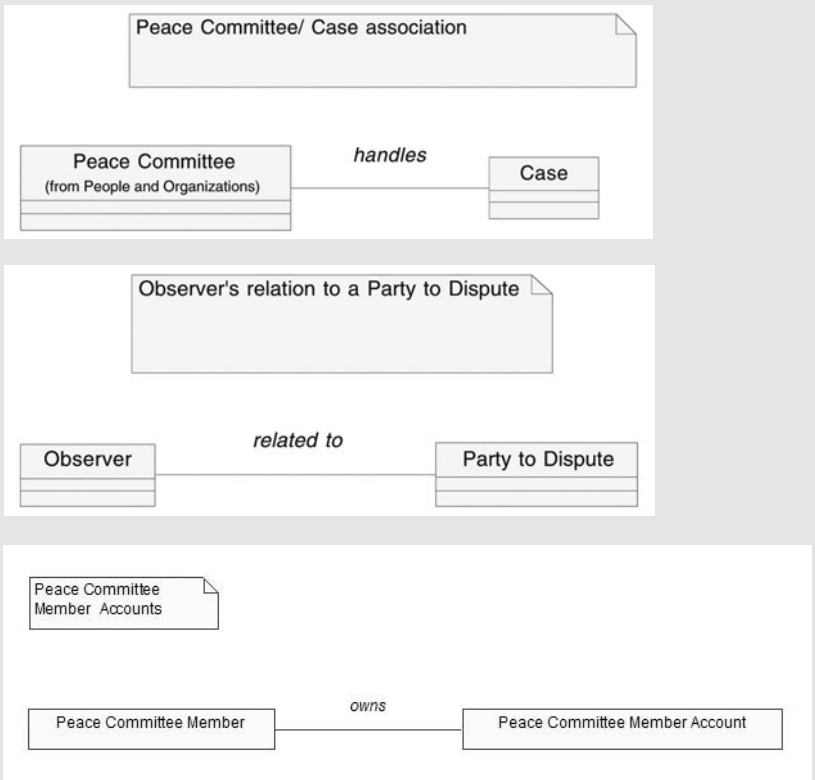 Peace Committee/ Case association
Peace Committee
(from People and Organizations)
handles
Case
Observer's relation to a Party to Dispute
Observer
related to
Party to Dispute
Peace Committee
Member Accounts
Peace Committee Member
owns
Peace Committee Member Account